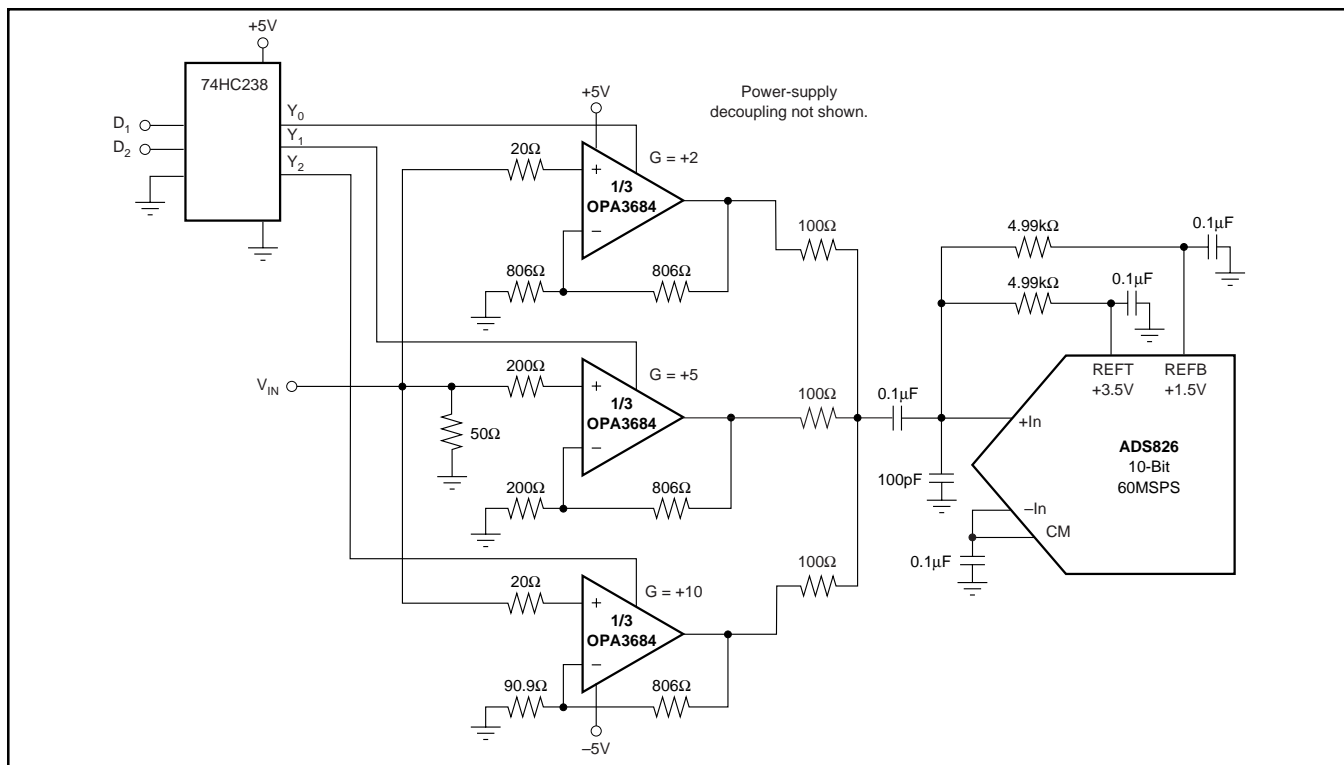 +5V
74HC238
D1
D2
Y0
Y1
Y2
+5V
Power-supply
decoupling not shown.
20Ω
+
G = +2
1/3
OPA3684
–
806Ω
806Ω
100Ω
4.99kΩ
0.1µF
4.99kΩ
0.1µF
VIN
50Ω
200Ω
+
G = +5
1/3
OPA3684
–
200Ω
806Ω
100Ω
0.1µF
100pF
REFT
+3.5V
REFB
+1.5V
+In
ADS826
10-Bit
60MSPS
–In
CM
0.1µF
20Ω
+
G = +10
1/3
OPA3684
–
90.9Ω
806Ω
100Ω
–5V